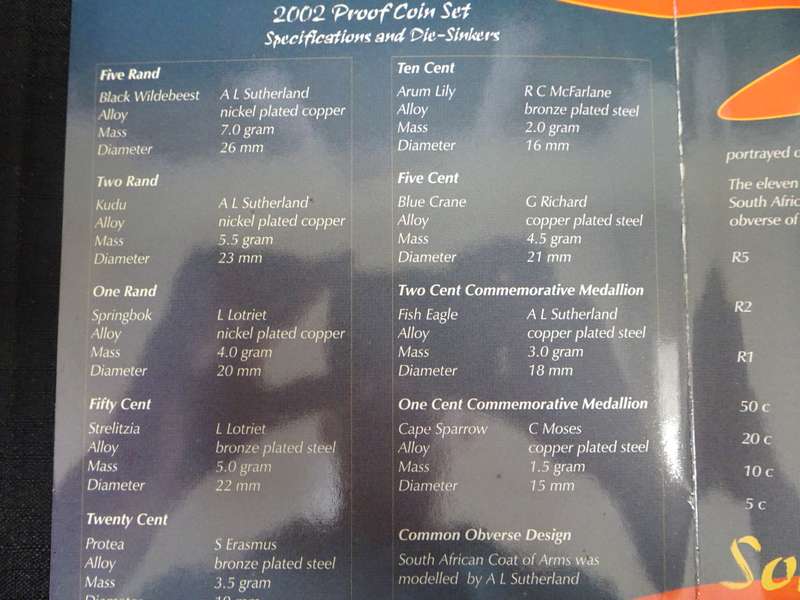 2002 Proof Coin Set
Specifications and Die-Sinkers
Five Rand
Black Wildebeest A L Sutherland
Alloy nickel plated copper
Mass 7.0 gram
Diameter 26 mm
Two Rand
Kudu A L Sutherland
Alloy nickel plated copper
Mass 5.5 gram
Diameter 23 mm
One Rand
Springbok L Lotriet
Alloy nickel plated copper
Mass 4.0 gram
Diameter 20 mm
Fifty Cent
Strelitzia L Lotriet
Alloy bronze plated steel
Mass 5.0 gram
Diameter 22 mm
Twenty Cent
Protea S Erasmus
Alloy bronze plated steel
Mass 3.5 gram
Diameter 19 mm
Ten Cent
Arum Lily R C McFarlane
Alloy bronze plated steel
Mass 2.0 gram
Diameter 16 mm
Five Cent
Blue Crane G Richard
Alloy copper plated steel
Mass 4.5 gram
Diameter 21 mm
Two Cent Commemorative Medallion
Fish Eagle A L Sutherland
Alloy copper plated steel
Mass 3.0 gram
Diameter 18 mm
One Cent Commemorative Medallion
Cape Sparrow C Moses
Alloy copper plated steel
Mass 1.5 gram
Diameter 15 mm
Common Obverse Design
South African Coat of Arms was
modelled by A L Sutherland
portrayed
The eleven
South Afric
obverse of
R5
R2
R1
50 c
20 c
10 c
5 c
So